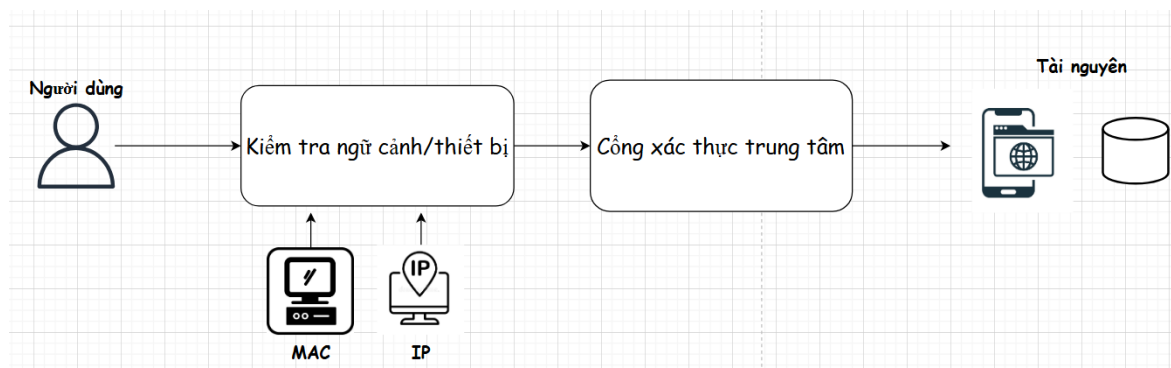 Người dùng
Kiểm tra ngữ cảnh/thiết bị
Cổng xác thực trung tâm
Tài nguyên
IP
MAC
IP